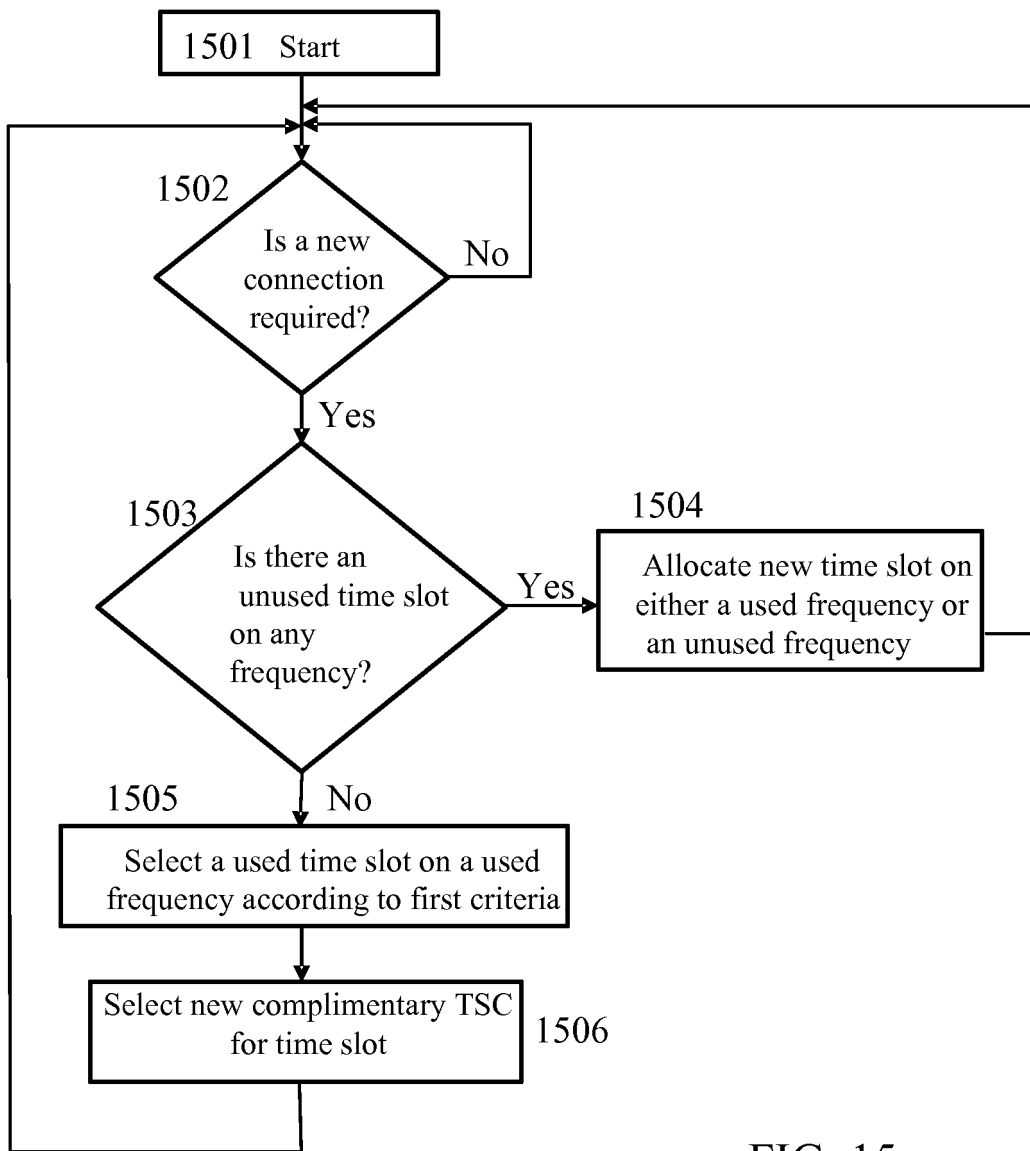 1501 Start
1502
Is a new
connection
required?
No
Yes
1503
Is there an
unused time slot
on any
frequency?
Yes
1504
Allocate new time slot on
either a used frequency or
an unused frequency
No
1505
Select a used time slot on a used
frequency according to first criteria
Select new complimentary TSC
for time slot
1506
FIG. 15